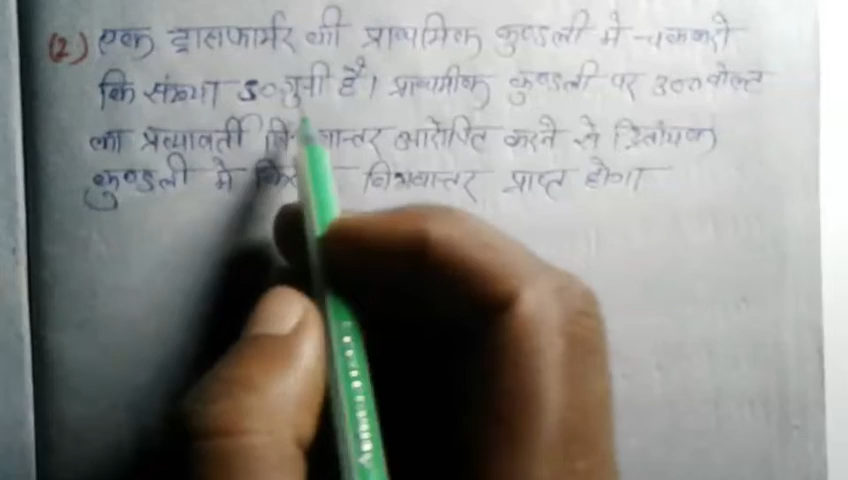 (2) एक ट्रासफार्मर की प्राथमिक कुण्डली मे चक्करो
कि संख्या 50 गुनी है। प्राथमीक कुण्डली पर 300 वोल्ट
का प्रत्यावर्ती आरोपित करने से द्वितीयक
कुण्डली मे विभवान्तर प्राप्त होगा